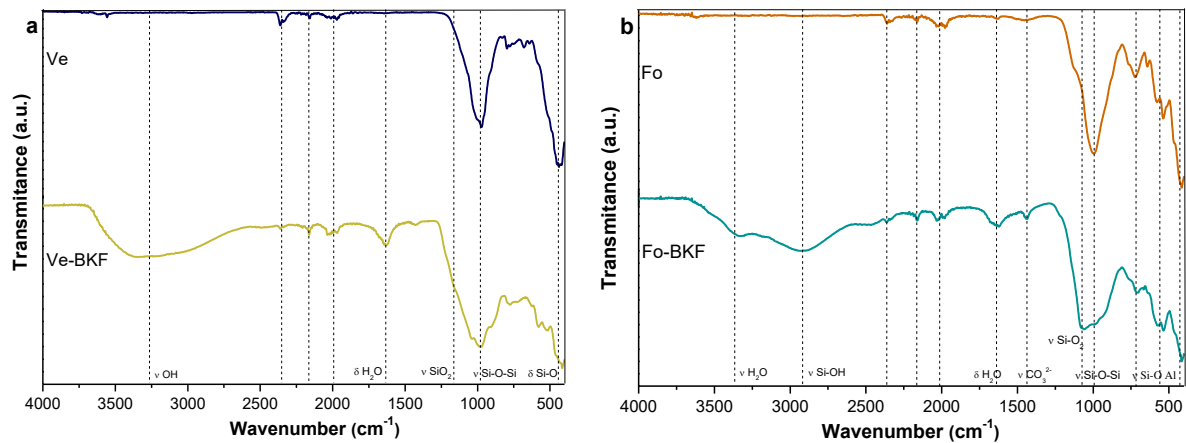 a
Ve
Ve-BKF
Transmitance (a.u.)
ν OH
δ H₂O
ν SiO₂
ν Si-O-Si
δ Si-O
4000 3500 3000 2500 2000 1500 1000 500
Wavenumber (cm⁻¹)
b
Fo
Fo-BKF
Transmitance (a.u.)
ν Si-O₂
ν H₂O
ν Si-OH
δ H₂O
ν CO₃²⁻
ν Si-O-Si
ν Si-O Al
4000 3500 3000 2500 2000 1500 1000 500
Wavenumber (cm⁻¹)